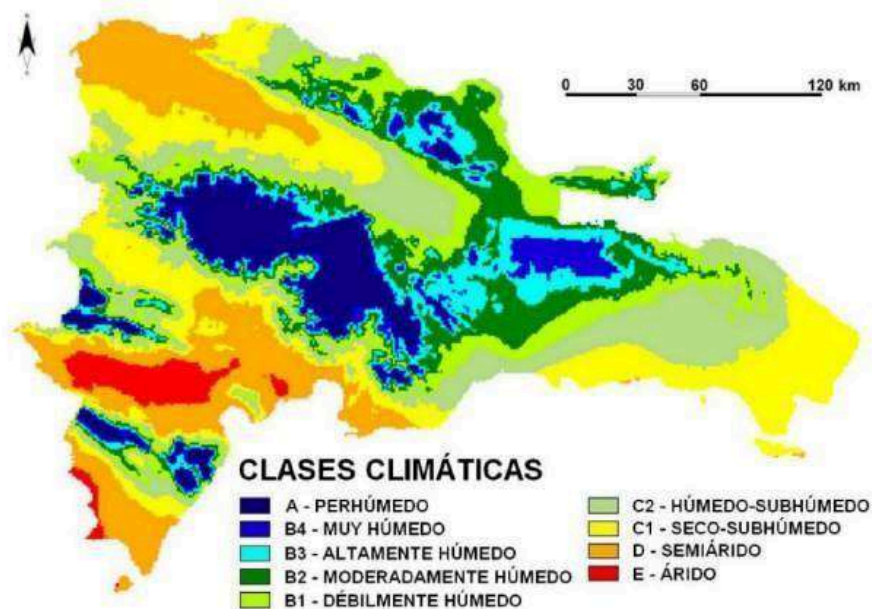 0 30 60 120 km
CLASES CLIMÁTICAS
A - PERHÚMEDO
B4 - MUY HÚMEDO
B3 - ALTAMENTE HÚMEDO
B2 - MODERADAMENTE HÚMEDO
B1 - DÉBILMENTE HÚMEDO
C2 - HÚMEDO-SUBHÚMEDO
C1 - SECO-SUBHÚMEDO
D - SEMIÁRIDO
E - ÁRIDO